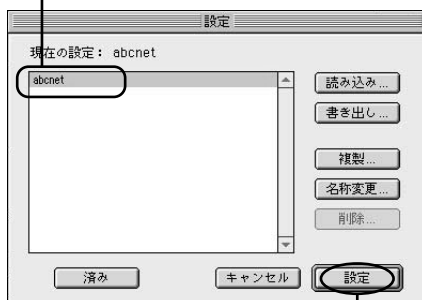 設定
現在の設定： abcnet
abcnet
読み込み...
書き出し...
複製...
名称変更...
削除...
済み
キャンセル
設定